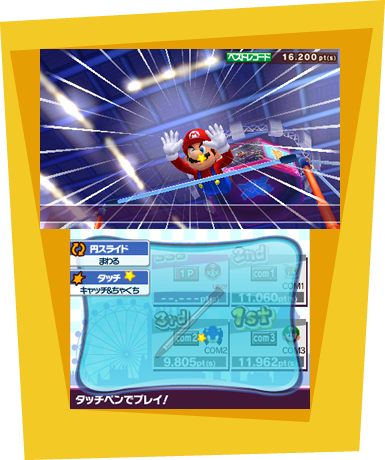 ベストレコード 16.200pt(s)
円スライド
まわる
タッチ
キャッチ&ちゃくち
1P
--.---pt(s)
2nd
com1
COM1
11.060pt(s)
3rd
com2
COM2
9.805pt(s)
1st
com3
COM3
11.962pt(s)
タッチペンでプレイ!